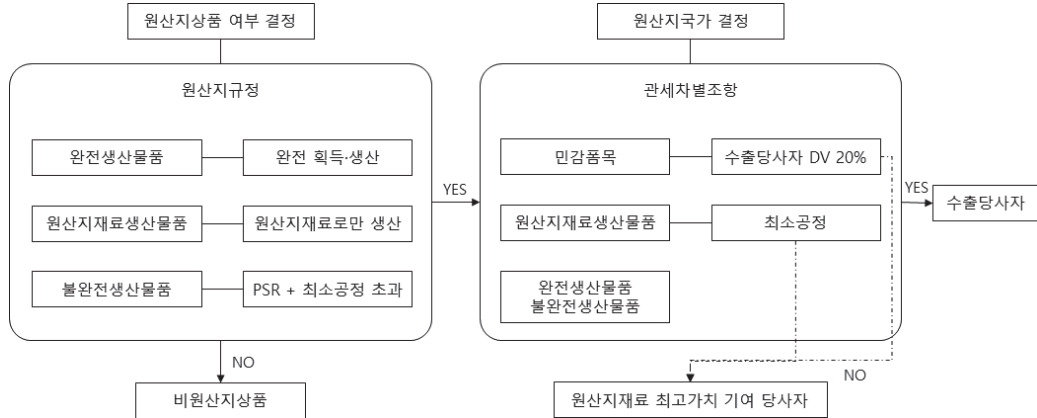 원산지상품 여부 결정
원산지국가 결정
원산지규정
완전생산물품
완전 획득·생산
원산지재료생산물품
원산지재료로만 생산
불완전생산물품
PSR + 최소공정 초과
YES
NO
비원산지상품
관세차별조항
민감폼목
수출당사자 DV 20%
원산지재료생산물품
최소공정
완전생산물품
불완전생산물품
YES
수출당사자
NO
원산지재료 최고가치 기여 당사자